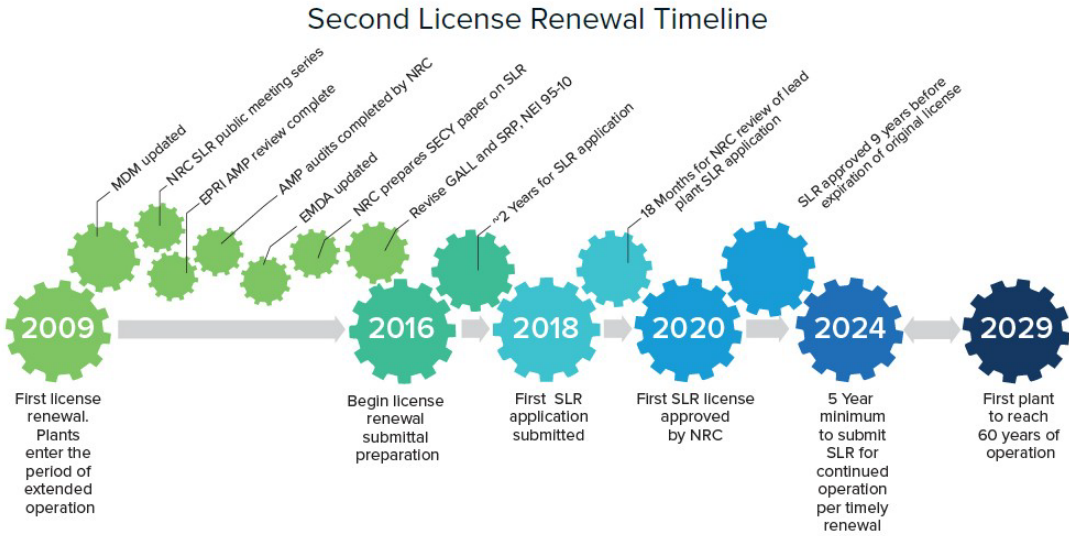 Second License Renewal Timeline
MDM updated
NRC SLR public meeting series
EPRI AMP review complete
AMP audits completed by NRC
EMDA updated
NRC prepares SECY paper on SLR
Revise GALL and SRP, NEI 95-10
~2 Years for SLR application
18 Months for NRC review of lead
plant SLR application
SLR approved 9 years before
expiration of original license
2009
2016
2018
2020
2024
2029
First license
renewal.
Plants
enter the
period of
extended
operation
Begin license
renewal
submittal
preparation
First SLR
application
submitted
First SLR license
approved
by NRC
5 Year
minimum
to submit
SLR for
continued
operation
per timely
renewal
First plant
to reach
60 years of
operation